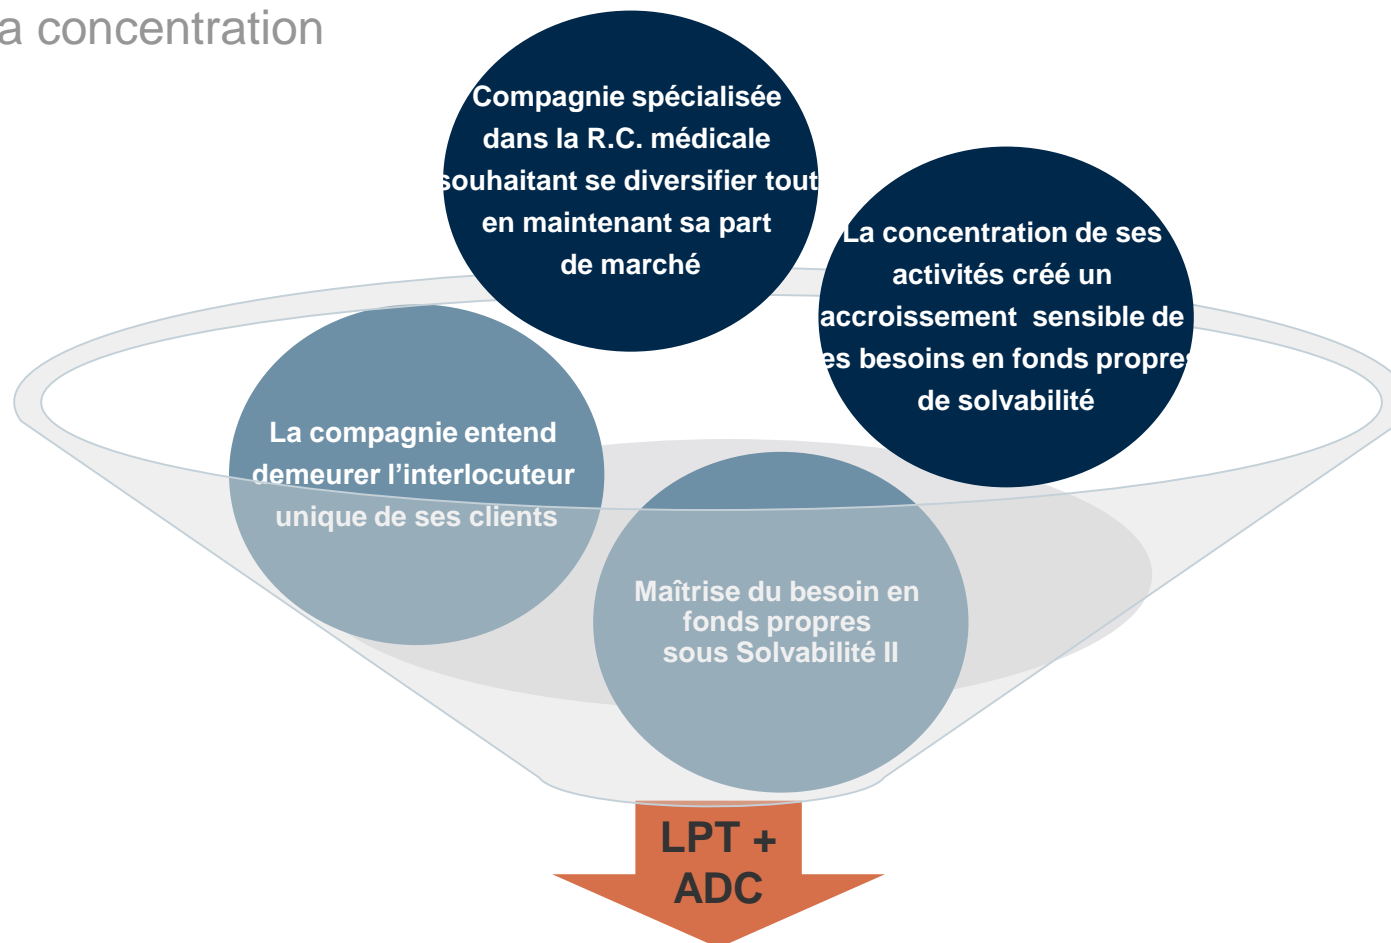 a concentration
Compagnie spécialisée
dans la R.C. médicale
souhaitant se diversifier tout
en maintenant sa part
de marché
La concentration de ses
activités créé un
accroissement sensible de
es besoins en fonds propres
de solvabilité
La compagnie entend
demeurer l’interlocuteur
unique de ses clients
Maîtrise du besoin en
fonds propres
sous Solvabilité II
LPT +
ADC